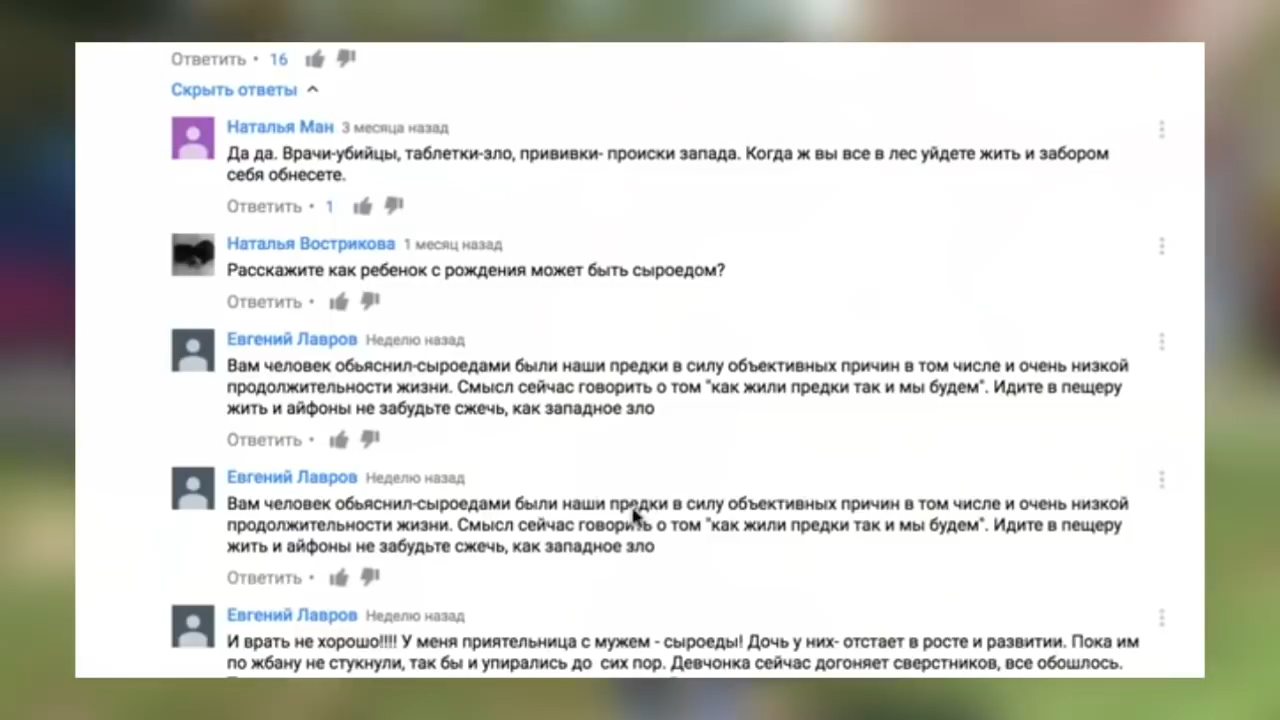 Ответить • 16
Скрыть ответы
Наталья Ман 3 месяца назад
Да да. Врачи-убийцы, таблетки-зло, прививки- происки запада. Когда ж вы все в лес уйдете жить и забором
себя обнесете.
Ответить • 1
Наталья Вострикова 1 месяц назад
Расскажите как ребенок с рождения может быть сыроедом?
Ответить •
Евгений Лавров Неделю назад
Вам человек обьяснил-сыроедами были наши предки в силу объективных причин в том числе и очень низкой
продолжительности жизни. Смысл сейчас говорить о том "как жили предки так и мы будем". Идите в пещеру
жить и айфоны не забудьте сжечь, как западное зло
Ответить •
Евгений Лавров Неделю назад
Вам человек обьяснил-сыроедами были наши предки в силу объективных причин в том числе и очень низкой
продолжительности жизни. Смысл сейчас говорить о том "как жили предки так и мы будем". Идите в пещеру
жить и айфоны не забудьте сжечь, как западное зло
Ответить •
Евгений Лавров Неделю назад
И врать не хорошо!!!! У меня приятельница с мужем - сыроеды! Дочь у них- отстает в росте и развитии. Пока им
по жбану не стукнули, так бы и упирались до сих пор. Девчонка сейчас догоняет сверстников, все обошлось.